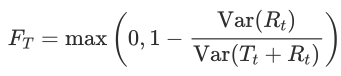 F_T = max(0, 1 − Var(R_t) / Var(T_t + R_t))